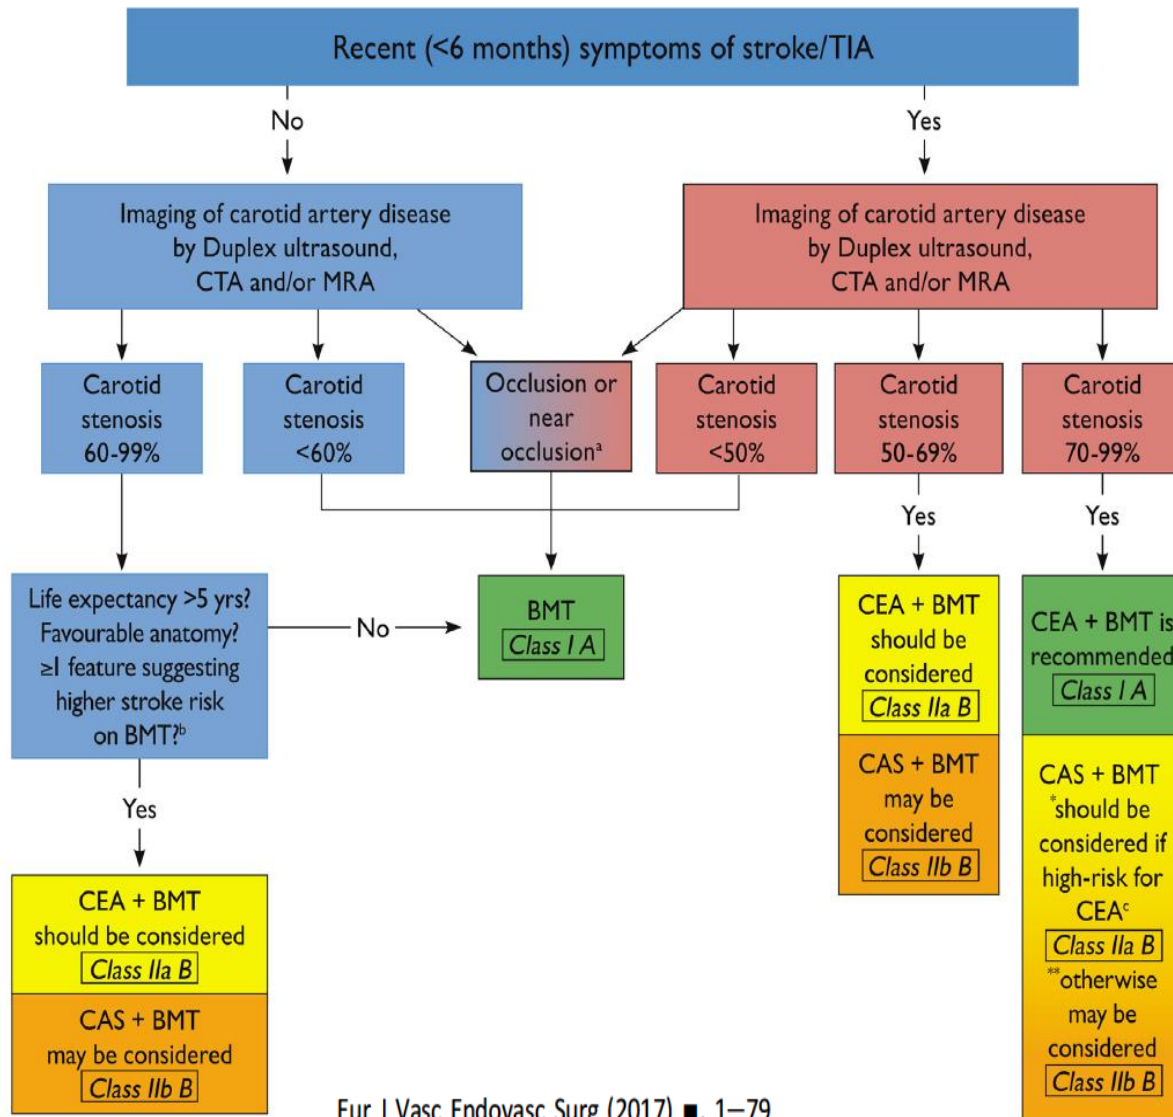 Recent (<6 months) symptoms of stroke/TIA
No
Yes
Imaging of carotid artery disease
by Duplex ultrasound,
CTA and/or MRA
Imaging of carotid artery disease
by Duplex ultrasound,
CTA and/or MRA
Carotid
stenosis
60-99%
Carotid
stenosis
<60%
Occlusion or
near
occlusionᵃ
Carotid
stenosis
<50%
Carotid
stenosis
50-69%
Carotid
stenosis
70-99%
Yes
Yes
Life expectancy >5 yrs?
Favourable anatomy?
≥1 feature suggesting
higher stroke risk
on BMT?ᵇ
No
BMT
Class I A
CEA + BMT
should be
considered
Class IIa B
CAS + BMT
may be
considered
Class IIb B
CEA + BMT is
recommended
Class I A
CAS + BMT
*should be
considered if
high-risk for
CEAᶜ
Class IIa B
**otherwise
may be
considered
Class IIb B
Yes
CEA + BMT
should be considered
Class IIa B
CAS + BMT
may be considered
Class IIb B
Eur J Vasc Endovasc Surg (2017) ■, 1–79